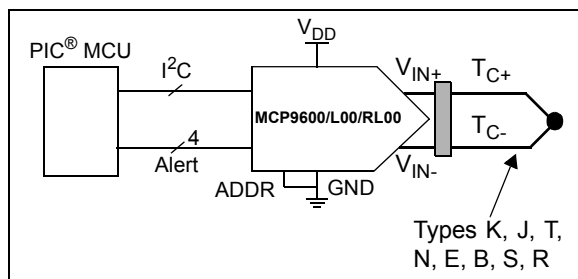 PIC® MCU
I²C
4
Alert
V_DD
MCP9600/L00/RL00
ADDR
GND
V_IN+
V_IN-
T_C+
T_C-
Types K, J, T,
N, E, B, S, R